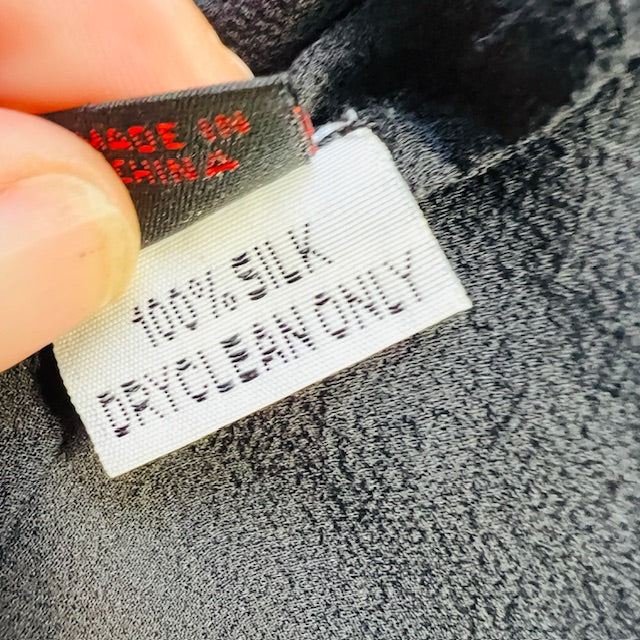 MADE IN
CHINA
100% SILK
DRYCLEAN ONLY